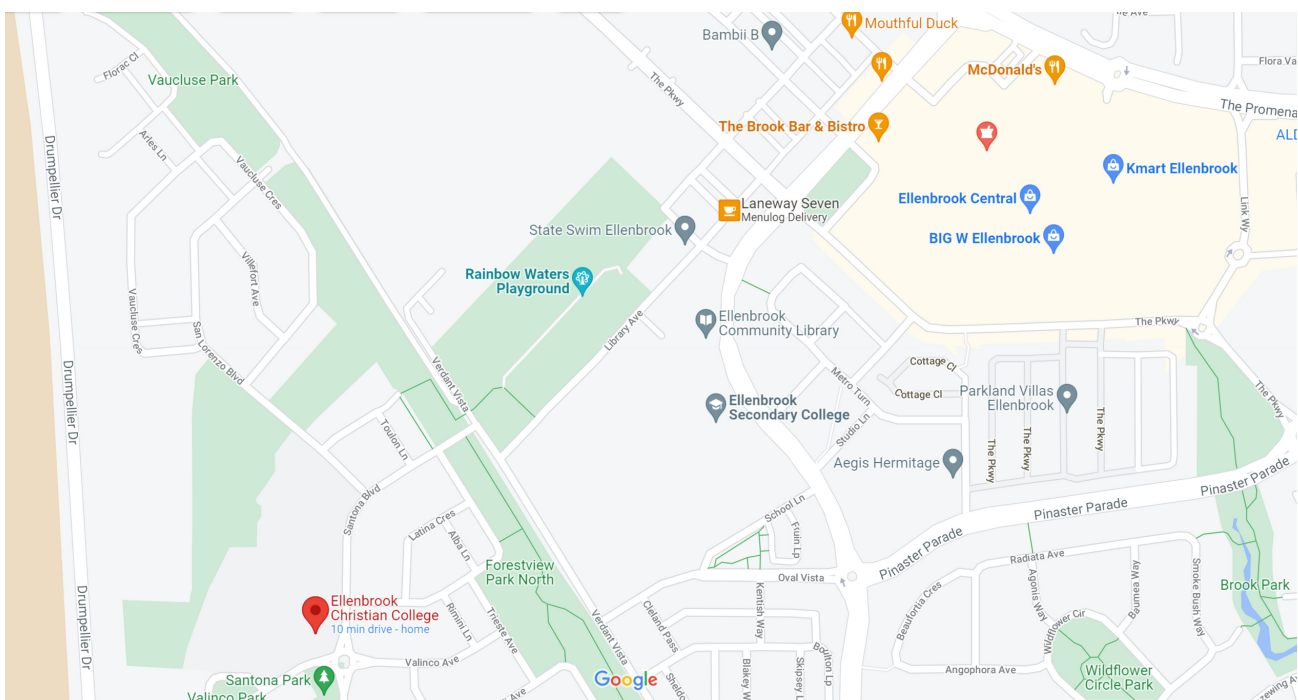 The Ave
Mouthful Duck
Bambii B
Florac Cl
Vaucluse Park
The Pkwy
McDonald's
Flora Va
The Promena
The Brook Bar & Bistro
ALD
Drumpellier Dr
Arles Ln
Vaucluse Cres
Kmart Ellenbrook
Ellenbrook Central
Laneway Seven
Menulog Delivery
Link Wy
State Swim Ellenbrook
BIG W Ellenbrook
Villefort Ave
Rainbow Waters
Playground
Vaucluse Cres
San Lorenzo Blvd
Library Ave
Ellenbrook
Community Library
The Pkwy
Verdant Vista
Drumpellier Dr
Cottage Cl
Metro Turn
Cottage Cl
Parkland Villas
Ellenbrook
The Pkwy
Ellenbrook
Secondary College
Studio Ln
The Pkwy
The Pkwy
The Pkwy
Toulon Ln
Aegis Hermitage
Pinaster Parade
Santona Blvd
Latina Cres
Alba Ln
School Ln
Fruin Lp
Pinaster Parade
Pinaster Parade
Radiata Ave
Forestview
Park North
Oval Vista
Agonis Way
Bannea Way
Smoke Bush Way
Brook Park
Drumpellier Dr
Ellenbrook
Christian College
10 min drive - home
Rimini Ln
Trieste Ave
Verdant Vista
Cleland Pass
Kentish Way
Beaufortia Cres
Wildflower Cir
Valinco Ave
Boulton Lp
Angophora Ave
Wildflower
Circle Park
Santona Park
Valinco Park
Google
Blakey W
Skipsey L